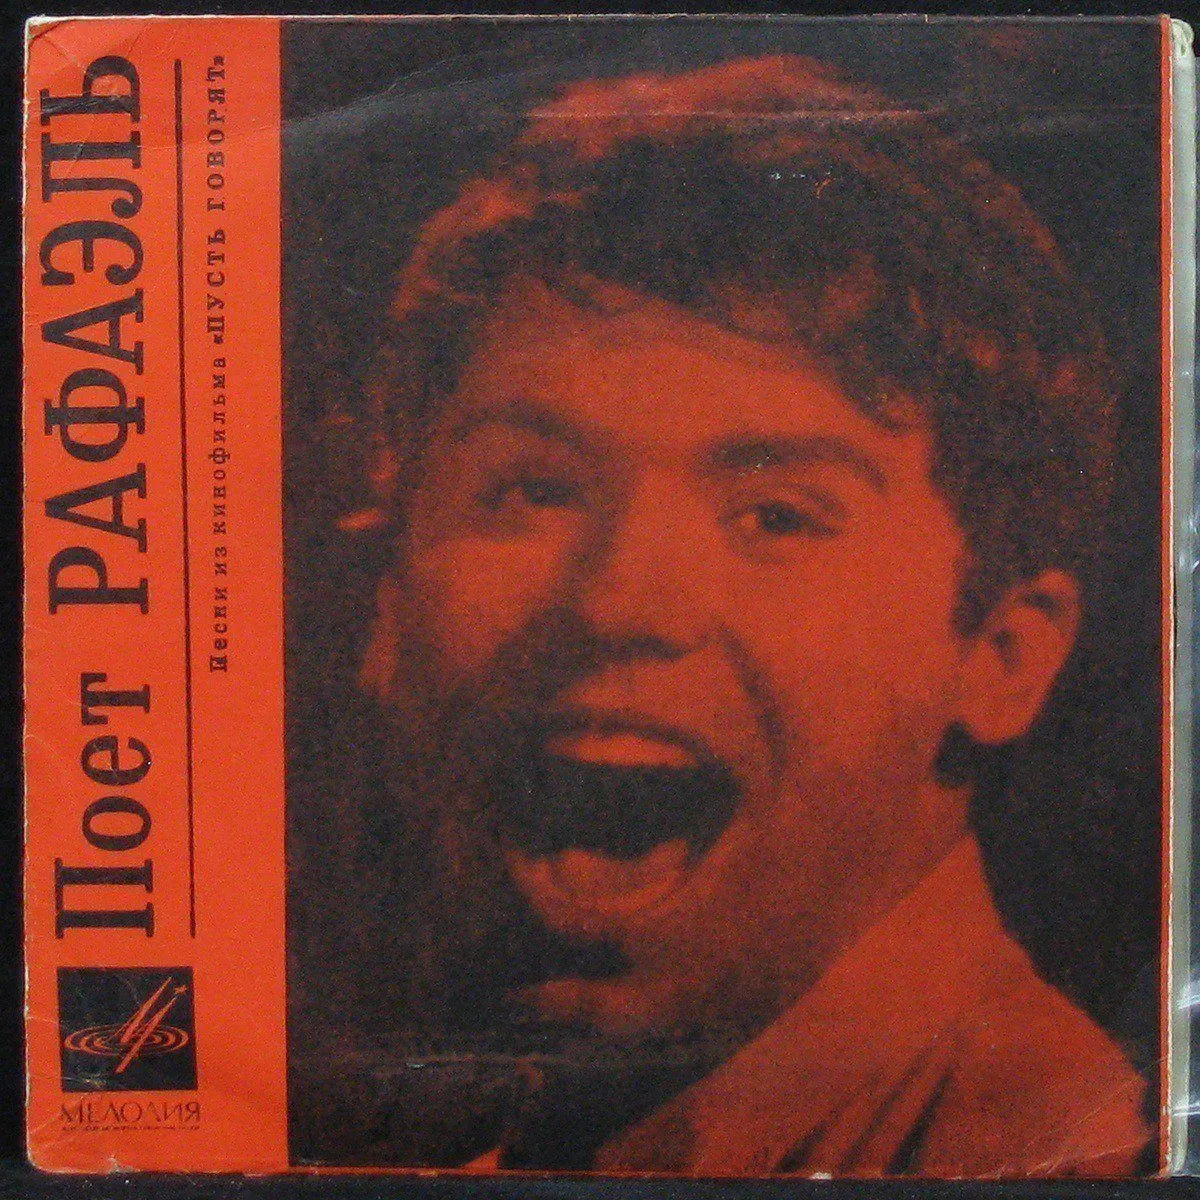 Поет РАФАЭЛЬ
Песни из кинофильма «ПУСТЬ ГОВОРЯТ»
МЕЛОДИЯ